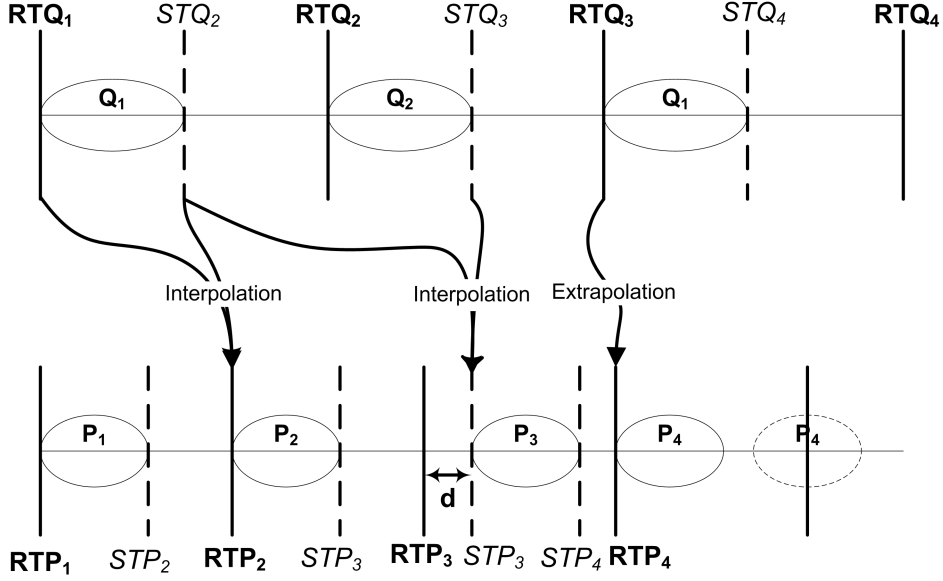 RTQ₁ STQ₂ RTQ₂ STQ₃ RTQ₃ STQ₄ RTQ₄
Q₁ Q₂ Q₁
Interpolation Interpolation Extrapolation
P₁ P₂ P₃ P₄ P₄
d
RTP₁ STP₂ RTP₂ STP₃ RTP₃ STP₃ STP₄ RTP₄